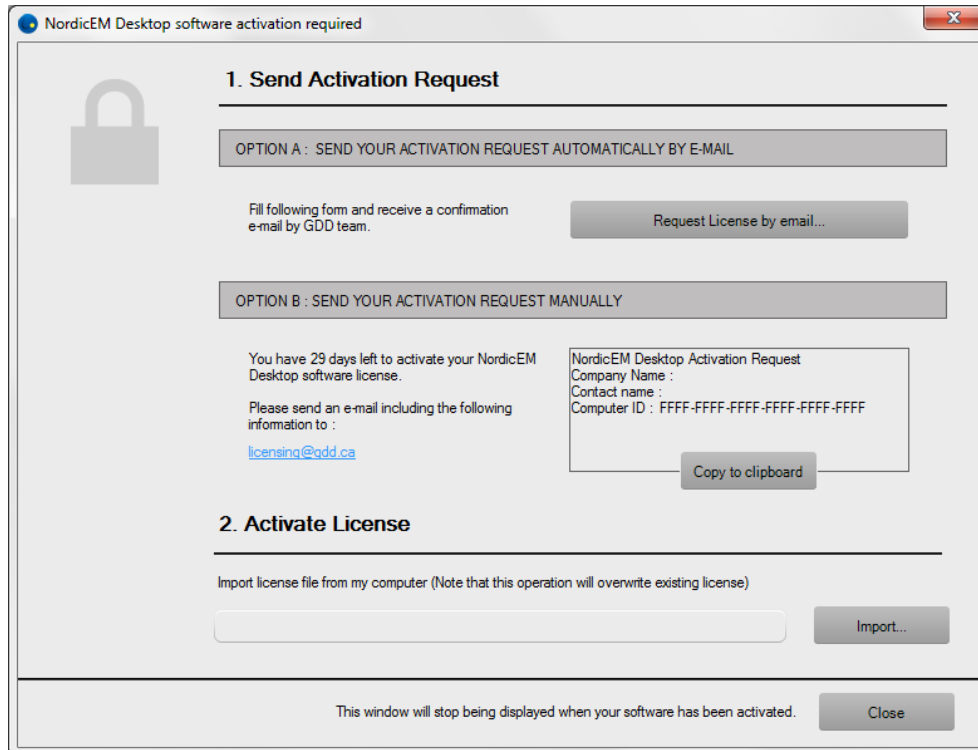 NordicEM Desktop software activation required
1. Send Activation Request
OPTION A : SEND YOUR ACTIVATION REQUEST AUTOMATICALLY BY E-MAIL
Fill following form and receive a confirmation
e-mail by GDD team.
Request License by email...
OPTION B : SEND YOUR ACTIVATION REQUEST MANUALLY
You have 29 days left to activate your NordicEM
Desktop software license.
Please send an e-mail including the following
information to :
licensing@gdd.ca
NordicEM Desktop Activation Request
Company Name :
Contact name :
Computer ID : FFFF-FFFF-FFFF-FFFF-FFFF-FFFF
Copy to clipboard
2. Activate License
Import license file from my computer (Note that this operation will overwrite existing license)
Import...
This window will stop being displayed when your software has been activated.
Close